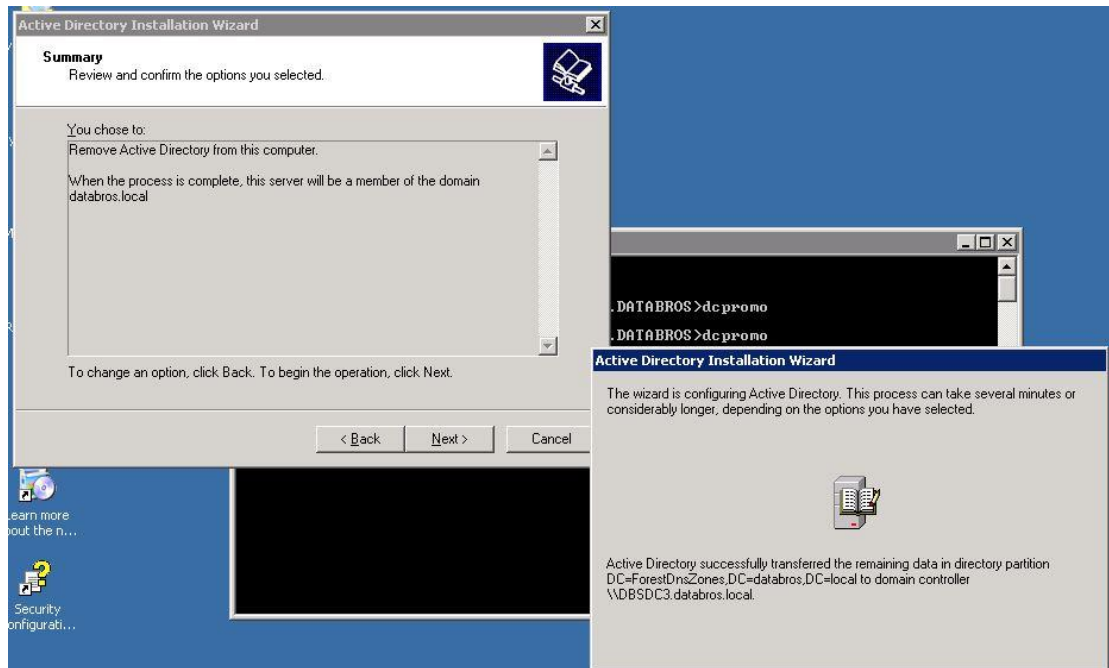 Active Directory Installation Wizard
Summary
Review and confirm the options you selected.
You chose to:
Remove Active Directory from this computer.
When the process is complete, this server will be a member of the domain
databros.local
To change an option, click Back. To begin the operation, click Next.
< Back
Next >
Cancel
.DATABROS>dcpromo
.DATABROS>dcpromo
Active Directory Installation Wizard
The wizard is configuring Active Directory. This process can take several minutes or
considerably longer, depending on the options you have selected.
Active Directory successfully transferred the remaining data in directory partition
DC=ForestDnsZones,DC=databros,DC=local to domain controller
\\DBSDC3.databros.local.
earn more
out the n...
Security
onfigurati...